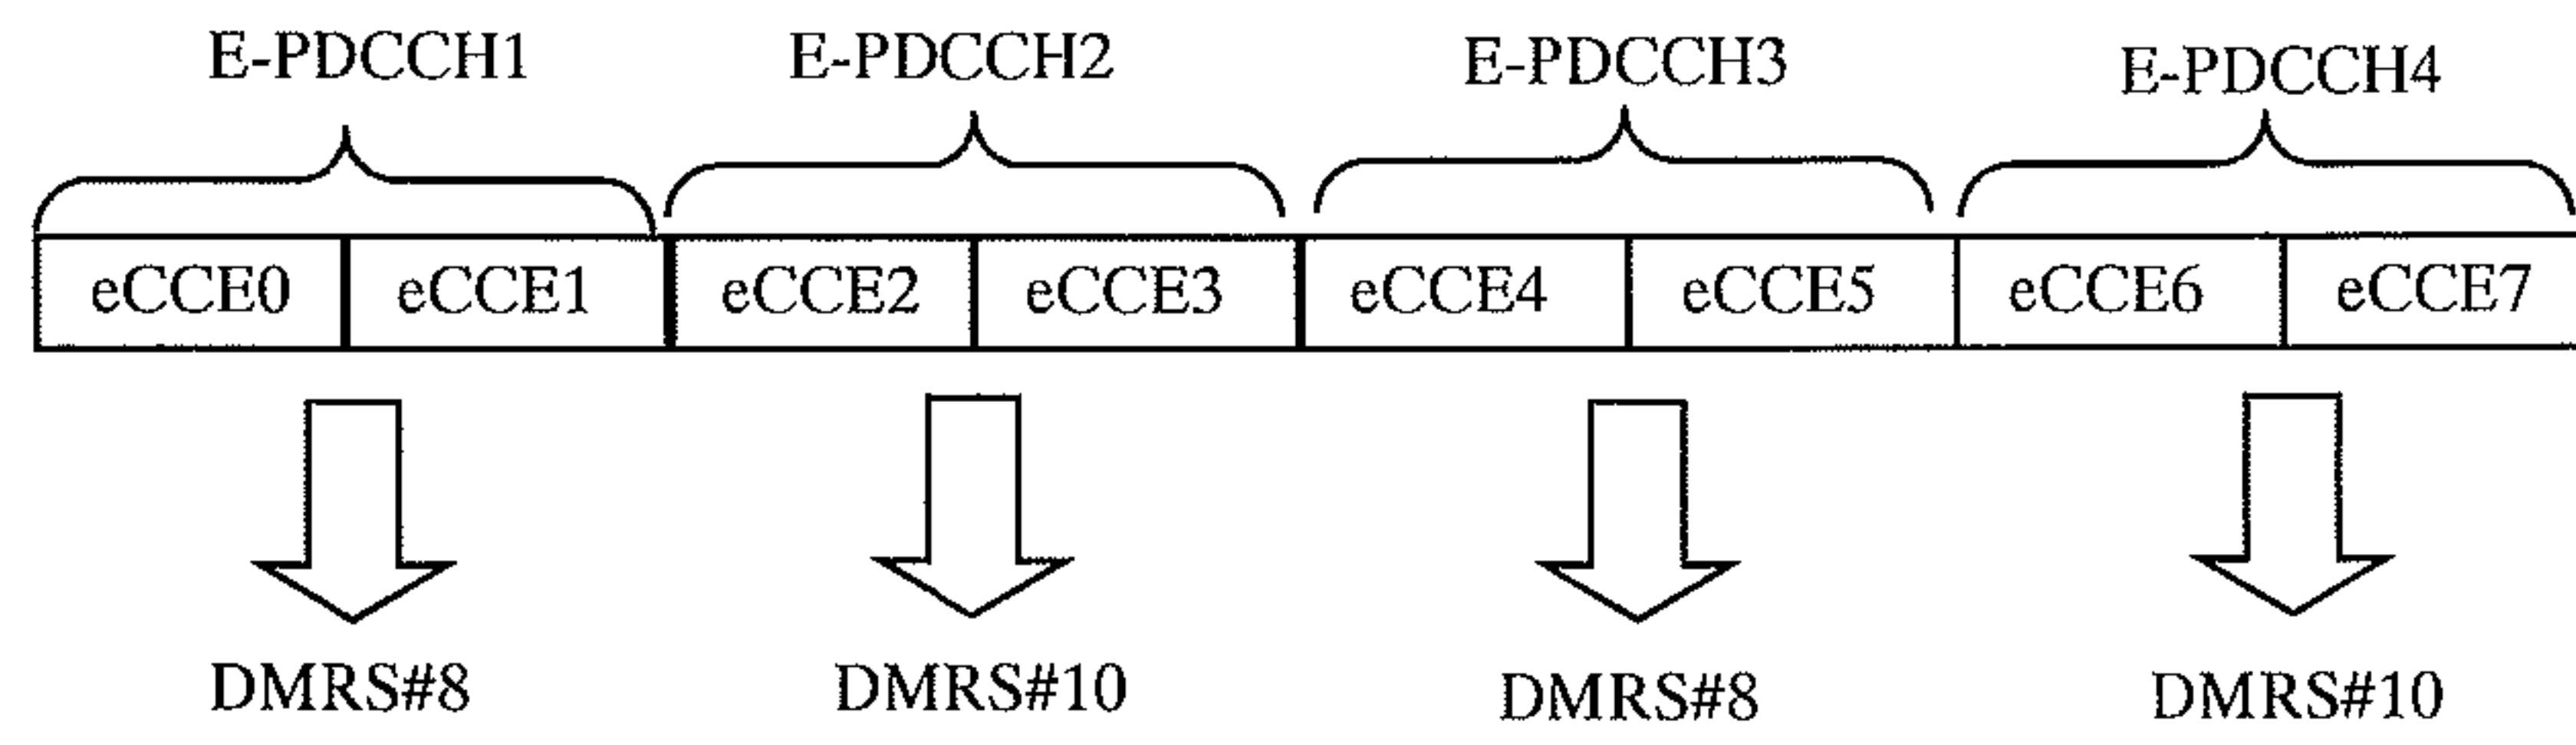 E-PDCCH1 E-PDCCH2 E-PDCCH3 E-PDCCH4
eCCE0 eCCE1 eCCE2 eCCE3 eCCE4 eCCE5 eCCE6 eCCE7
DMRS#8 DMRS#10 DMRS#8 DMRS#10